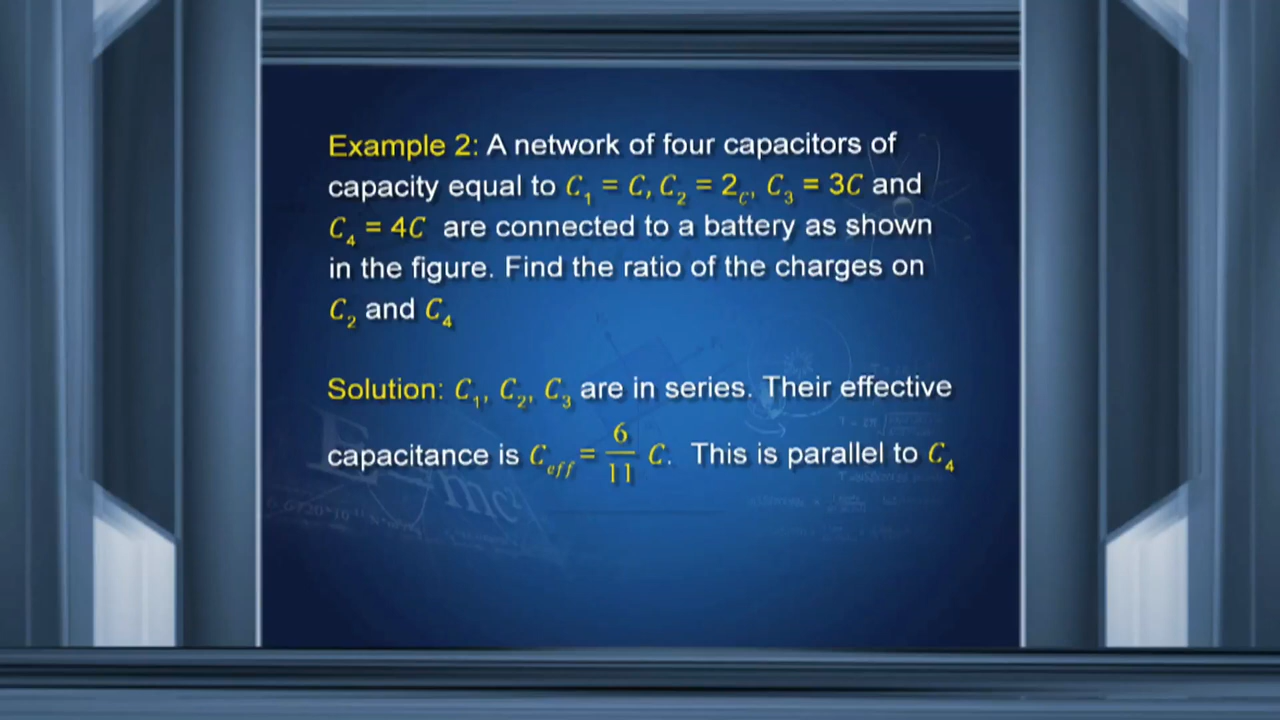 Example 2: A network of four capacitors of
capacity equal to C₁ = C, C₂ = 2c, C₃ = 3C and
C₄ = 4C are connected to a battery as shown
in the figure. Find the ratio of the charges on
C₂ and C₄
Solution: C₁, C₂, C₃ are in series. Their effective
capacitance is C_eff = 6/11 C. This is parallel to C₄
mc²